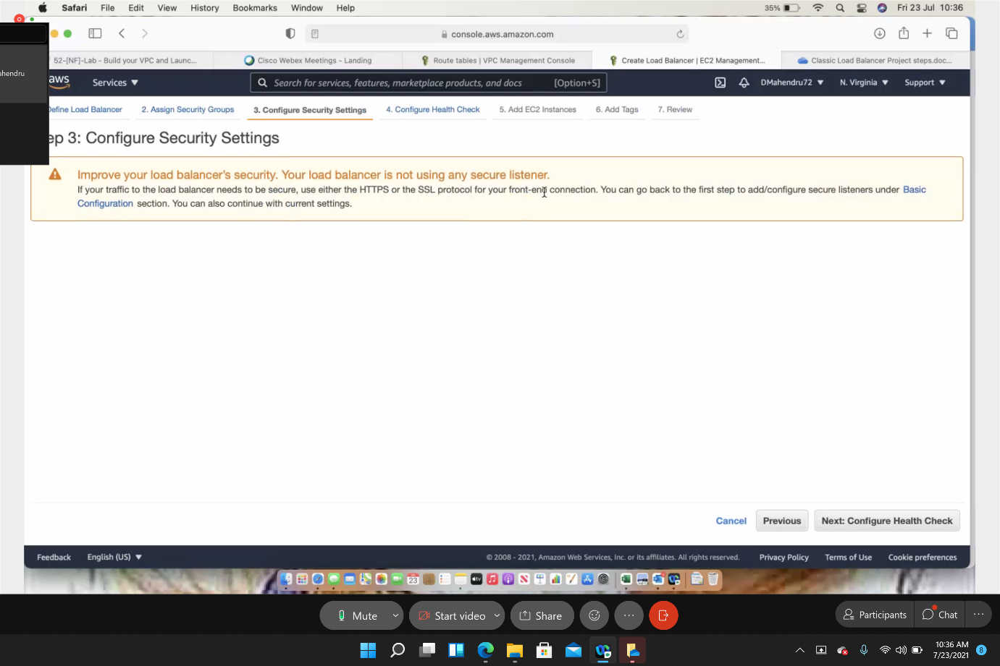 Safari File Edit View History Bookmarks Window Help 35% Fri 23 Jul 10:36
console.aws.amazon.com
ahendru
52-[NF]-Lab - Build your VPC and Launc... Cisco Webex Meetings - Landing Route tables | VPC Management Console Create Load Balancer | EC2 Management... Classic Load Balancer Project steps.doc...
aws Services Search for services, features, marketplace products, and docs [Option+S] DMahendru72 N. Virginia Support
efine Load Balancer 2. Assign Security Groups 3. Configure Security Settings 4. Configure Health Check 5. Add EC2 Instances 6. Add Tags 7. Review
ep 3: Configure Security Settings
Improve your load balancer's security. Your load balancer is not using any secure listener.
If your traffic to the load balancer needs to be secure, use either the HTTPS or the SSL protocol for your front-end connection. You can go back to the first step to add/configure secure listeners under Basic
Configuration section. You can also continue with current settings.
Cancel Previous Next: Configure Health Check
Feedback English (US) © 2008 - 2021, Amazon Web Services, Inc. or its affiliates. All rights reserved. Privacy Policy Terms of Use Cookie preferences
23 tv
Mute Start video Share Participants Chat
10:36 AM
7/23/2021 8